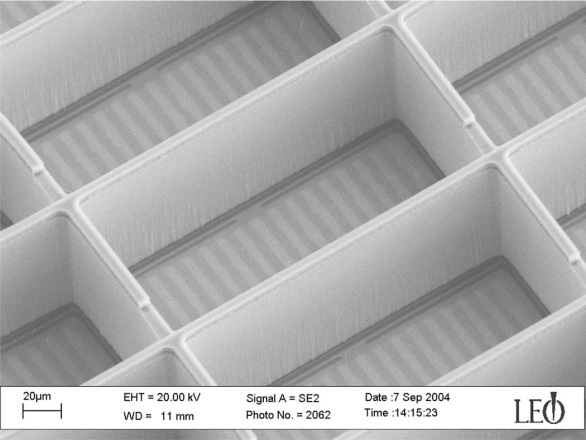 20µm
EHT = 20.00 kV
Signal A = SE2
Date :7 Sep 2004
WD = 11 mm
Photo No. = 2062
Time :14:15:23
LEO